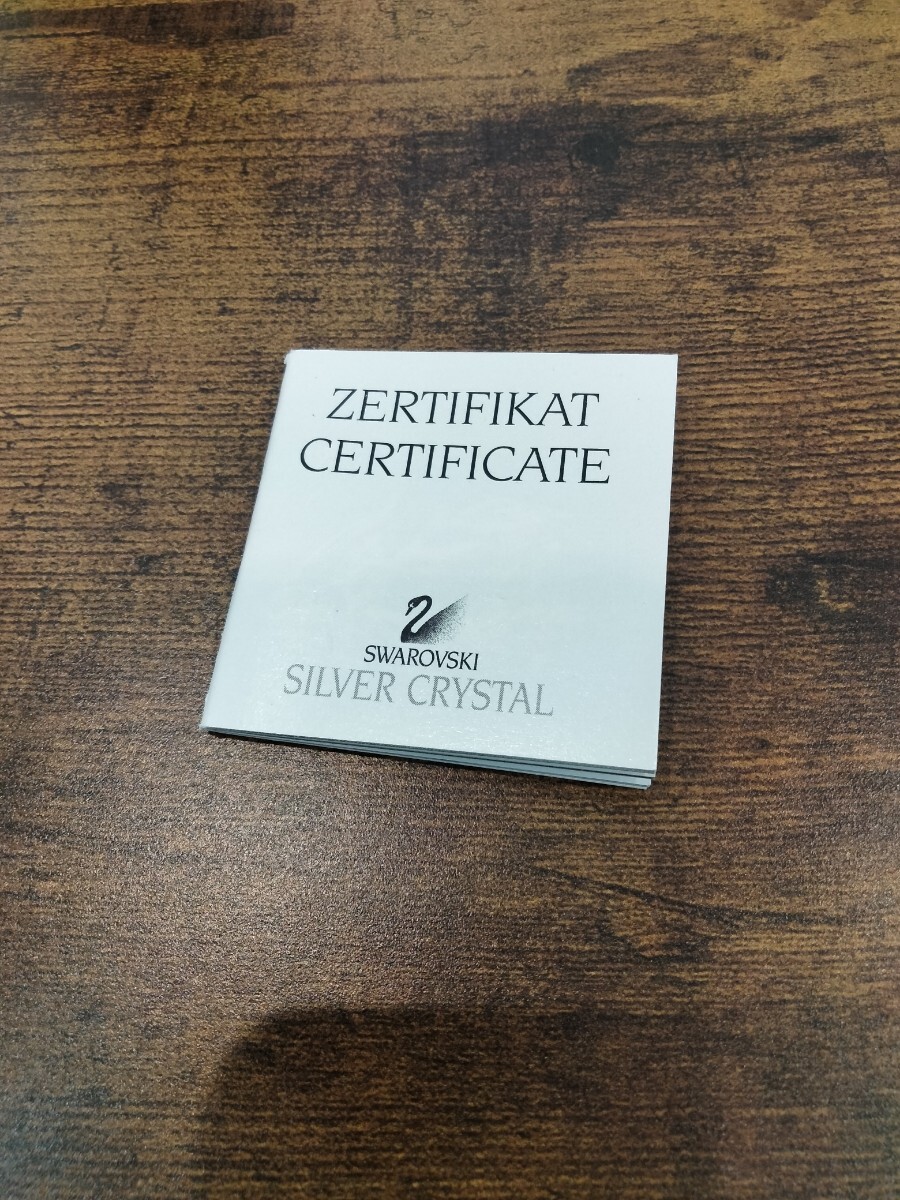 ZERTIFIKAT
CERTIFICATE
SWAROVSKI
SILVER CRYSTAL